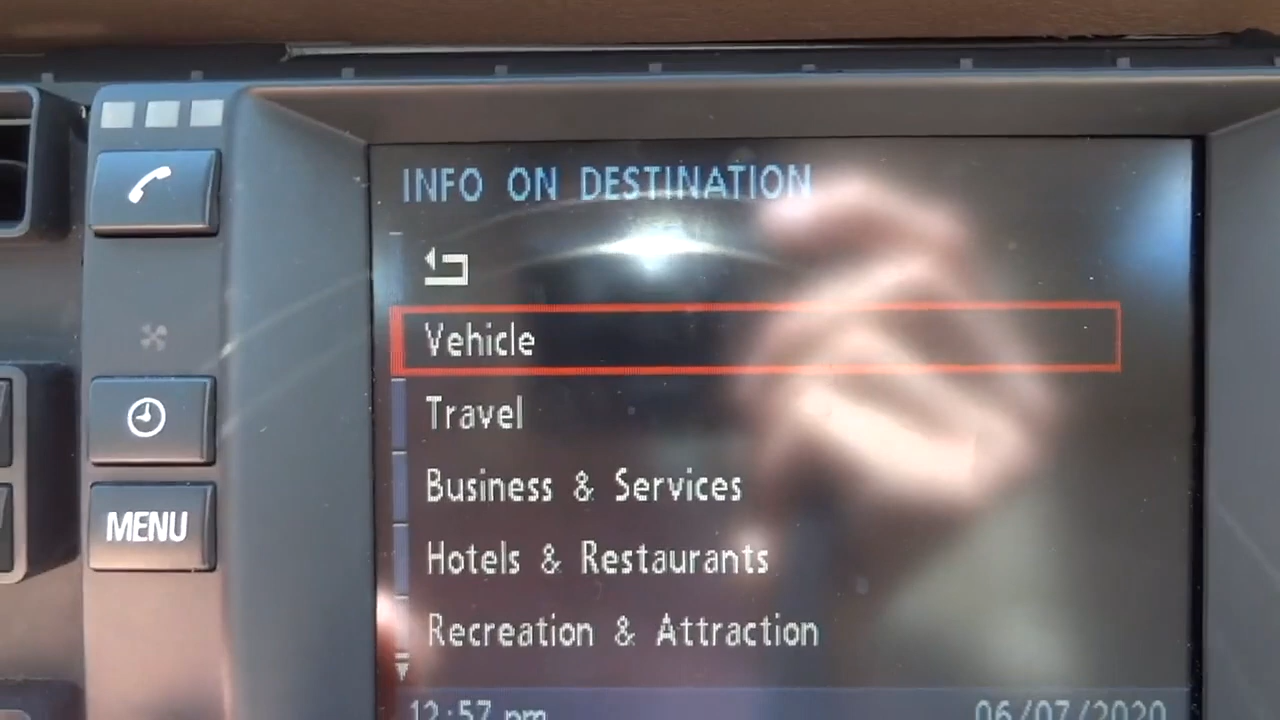 INFO ON DESTINATION
Vehicle
Travel
Business & Services
MENU
Hotels & Restaurants
Recreation & Attraction
12:57 pm 06/07/2020